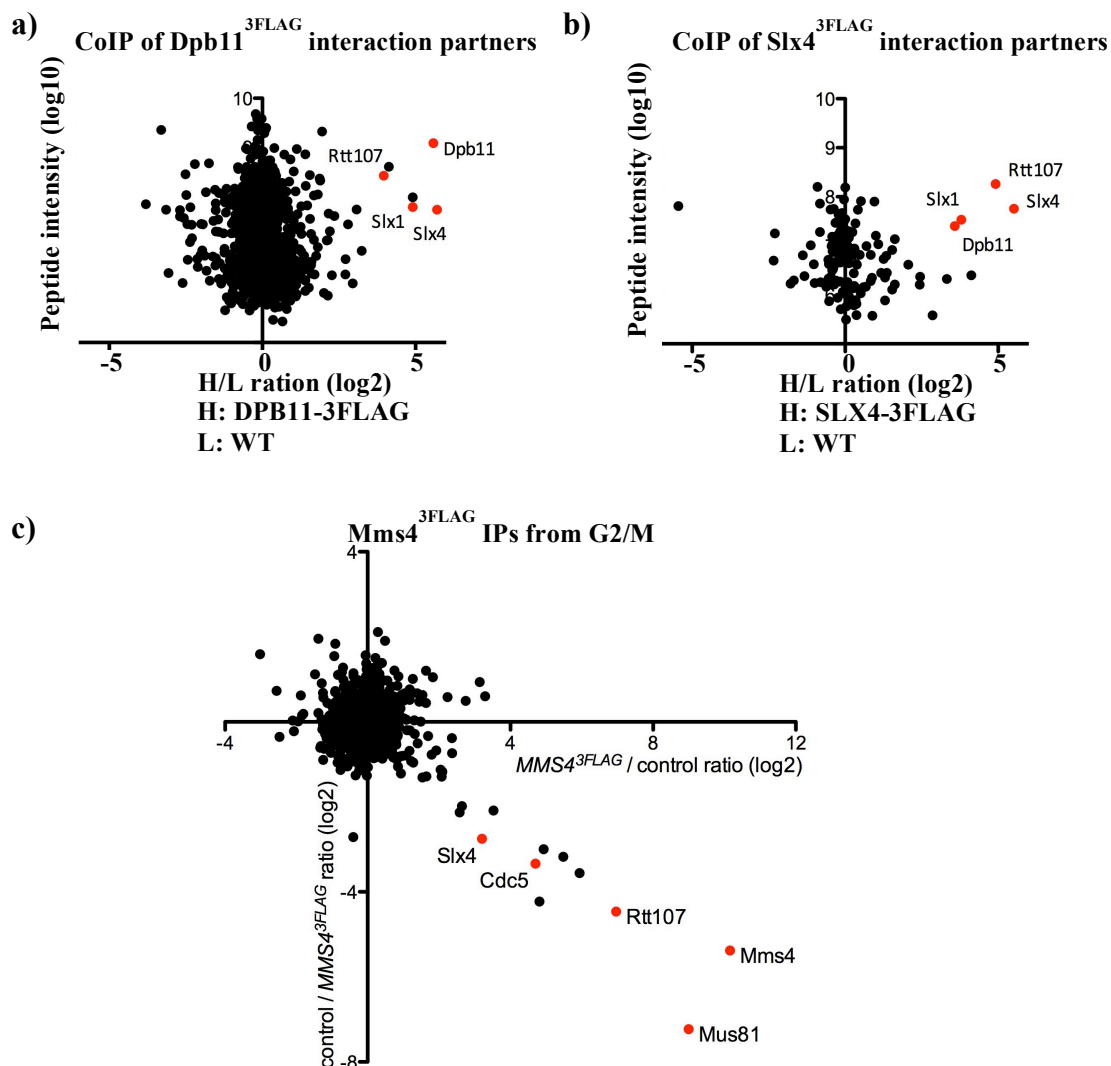 a)
CoIP of Dpb11 3FLAG interaction partners
Peptide intensity (log10)
10
9
Rtt107
Dpb11
Slx1
Slx4
-5
0
5
H/L ration (log2)
H: DPB11-3FLAG
L: WT
b)
CoIP of Slx4 3FLAG interaction partners
Peptide intensity (log10)
10
9
8
Rtt107
Slx1
Slx4
Dpb11
6
-5
0
5
H/L ration (log2)
H: SLX4-3FLAG
L: WT
c)
Mms4 3FLAG IPs from G2/M
4
-4
4
8
12
MMS4 3FLAG / control ratio (log2)
control / MMS4 3FLAG ratio (log2)
Slx4
Cdc5
-4
Rtt107
Mms4
Mus81
-8